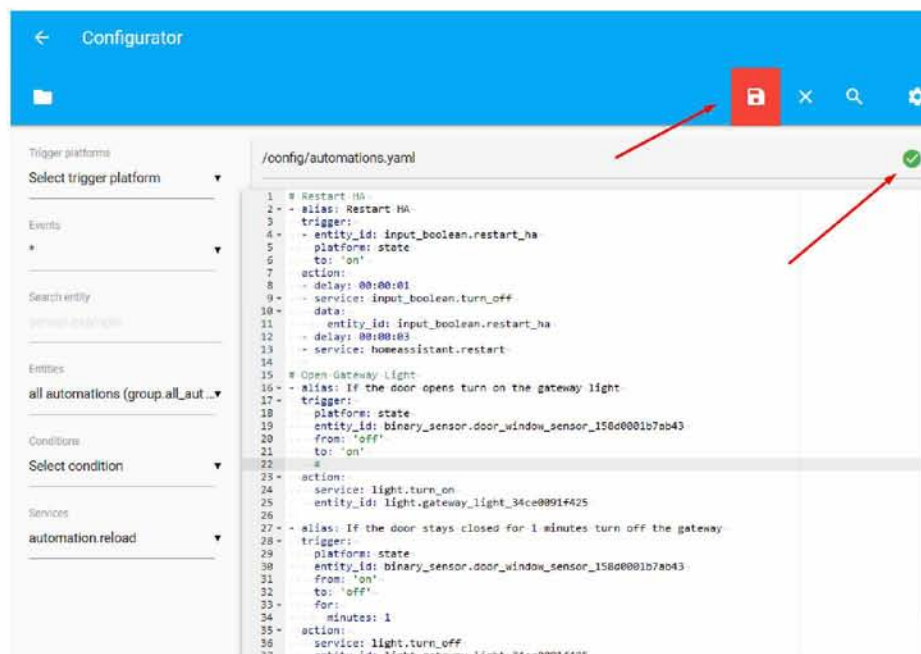 Configurator
Trigger platforms
Select trigger platform
Events
*
Search entity
sensor.example
Entities
all automations (group.all_aut...
Conditions
Select condition
Services
automation.reload
/config/automations.yaml
1 # Restart HA
2 - alias: Restart HA
3 trigger:
4 - entity_id: input_boolean.restart_ha
5 platform: state
6 to: 'on'
7 action:
8 - delay: 00:00:01
9 - service: input_boolean.turn_off
10 data:
11 entity_id: input_boolean.restart_ha
12 - delay: 00:00:03
13 - service: homeassistant.restart
14
15 # Open Gateway Light
16 - alias: If the door opens turn on the gateway light
17 trigger:
18 platform: state
19 entity_id: binary_sensor.door_window_sensor_158d0001b7ab43
20 from: 'off'
21 to: 'on'
22 #
23 action:
24 service: light.turn_on
25 entity_id: light.gateway_light_34ce0091f425
26
27 - alias: If the door stays closed for 1 minutes turn off the gateway
28 trigger:
29 platform: state
30 entity_id: binary_sensor.door_window_sensor_158d0001b7ab43
31 from: 'on'
32 to: 'off'
33 for:
34 minutes: 1
35 action:
36 service: light.turn_off